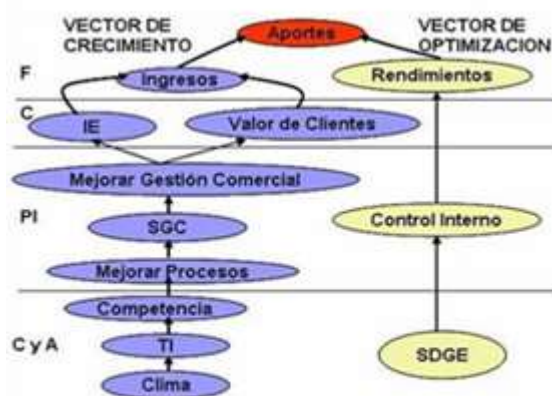 VECTOR DE
CRECIMIENTO
Aportes
VECTOR DE
OPTIMIZACION
F
Ingresos
Rendimientos
C
IE
Valor de Clientes
Mejorar Gestión Comercial
PI
SGC
Control Interno
Mejorar Procesos
Competencia
C y A
TI
SDGE
Clima